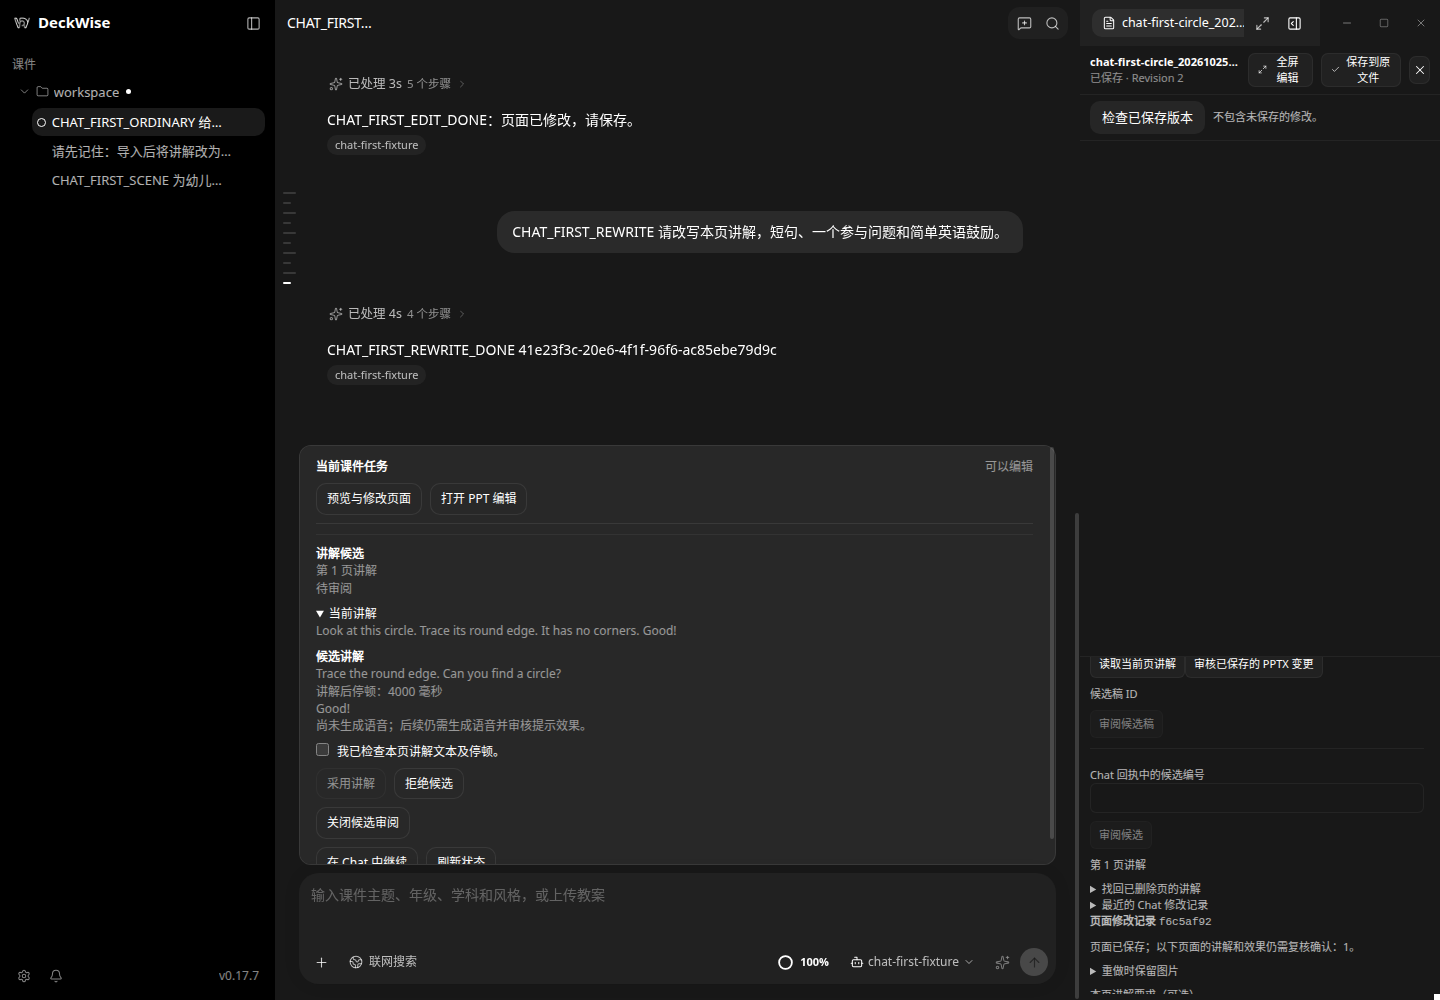 DeckWise
课件
workspace
CHAT_FIRST_ORDINARY 给...
请先记住：导入后将讲解改为...
CHAT_FIRST_SCENE 为幼儿...
v0.17.7
CHAT_FIRST...
已处理 3s 5 个步骤
CHAT_FIRST_EDIT_DONE：页面已修改，请保存。
chat-first-fixture
CHAT_FIRST_REWRITE 请改写本页讲解，短句、一个参与问题和简单英语鼓励。
已处理 4s 4 个步骤
CHAT_FIRST_REWRITE_DONE 41e23f3c-20e6-4f1f-96f6-ac85ebe79d9c
chat-first-fixture
当前课件任务 可以编辑
预览与修改页面 打开 PPT 编辑
讲解候选
第 1 页讲解
待审阅
当前讲解
Look at this circle. Trace its round edge. It has no corners. Good!
候选讲解
Trace the round edge. Can you find a circle?
讲解后停顿：4000 毫秒
Good!
尚未生成语音；后续仍需生成语音并审核提示效果。
我已检查本页讲解文本及停顿。
采用讲解 拒绝候选
关闭候选审阅
在 Chat 中继续 刷新状态
输入课件主题、年级、学科和风格，或上传教案
联网搜索 100% chat-first-fixture
chat-first-circle_202...
chat-first-circle_20261025...
已保存 · Revision 2
全屏
编辑
保存到原
文件
检查已保存版本 不包含未保存的修改。
读取当前页讲解 审核已保存的 PPTX 变更
候选稿 ID
审阅候选稿
Chat 回执中的候选编号
审阅候选
第 1 页讲解
找回已删除页的讲解
最近的 Chat 修改记录
页面修改记录 f6c5af92
页面已保存；以下页面的讲解和效果仍需复核确认：1。
重做时保留图片
本页讲解要求（可选）